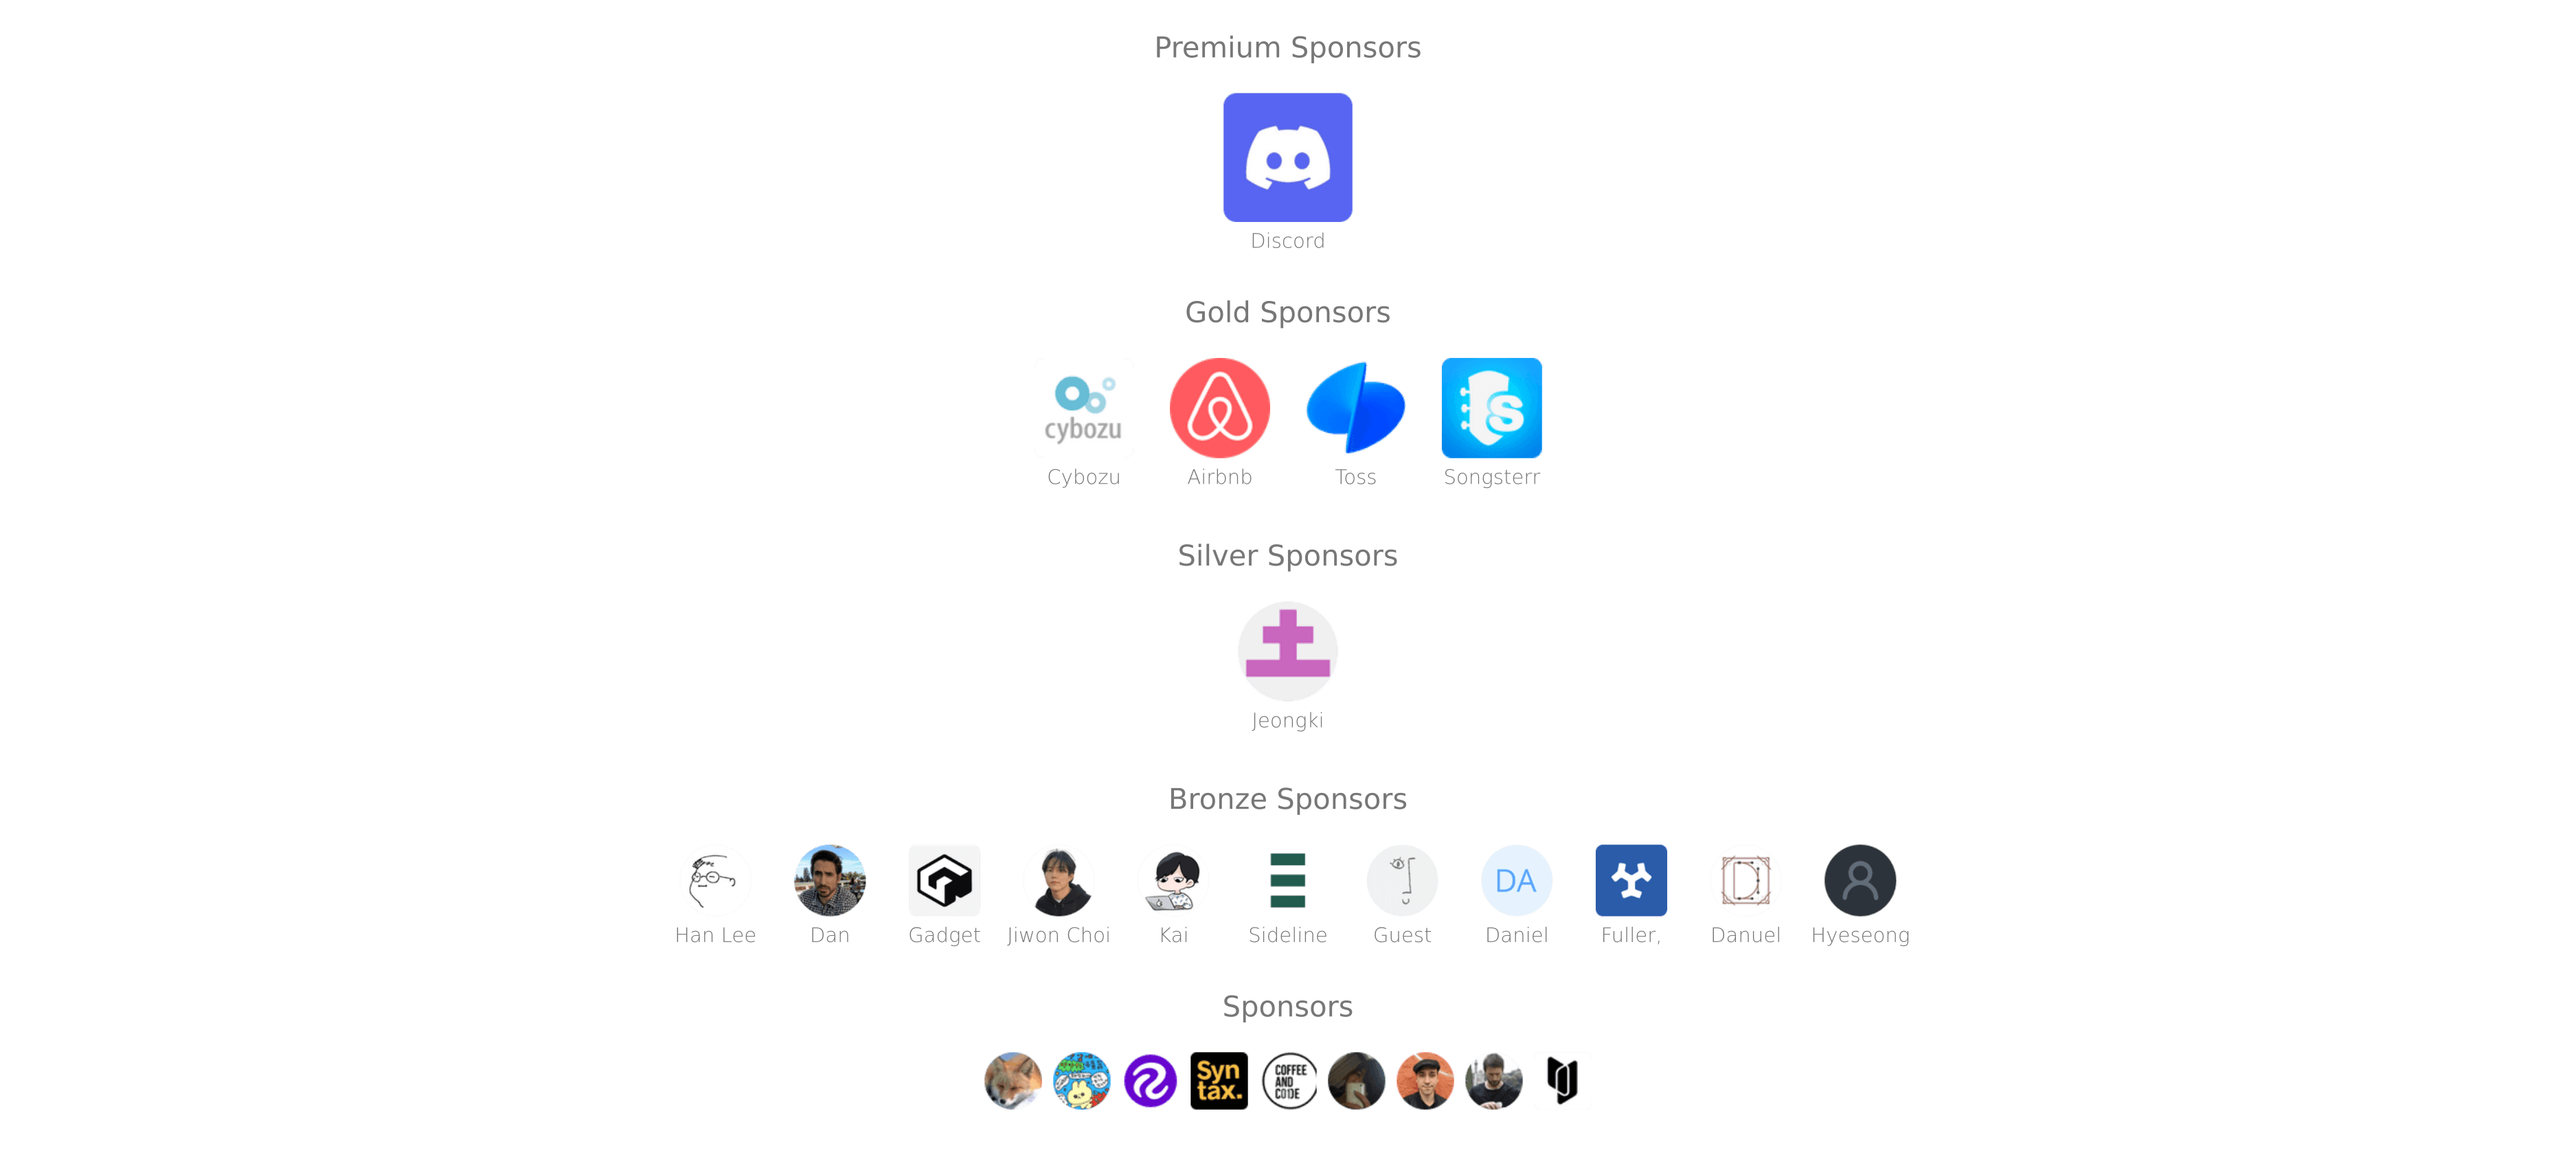 Premium Sponsors
Discord
Gold Sponsors
cybozu
Cybozu Airbnb Toss Songsterr
Silver Sponsors
Jeongki
Bronze Sponsors
DA
Han Lee Dan Gadget Jiwon Choi Kai Sideline Guest Daniel Fuller, Danuel Hyeseong
Sponsors
Syn
tax.
COFFEE
AND
CODE